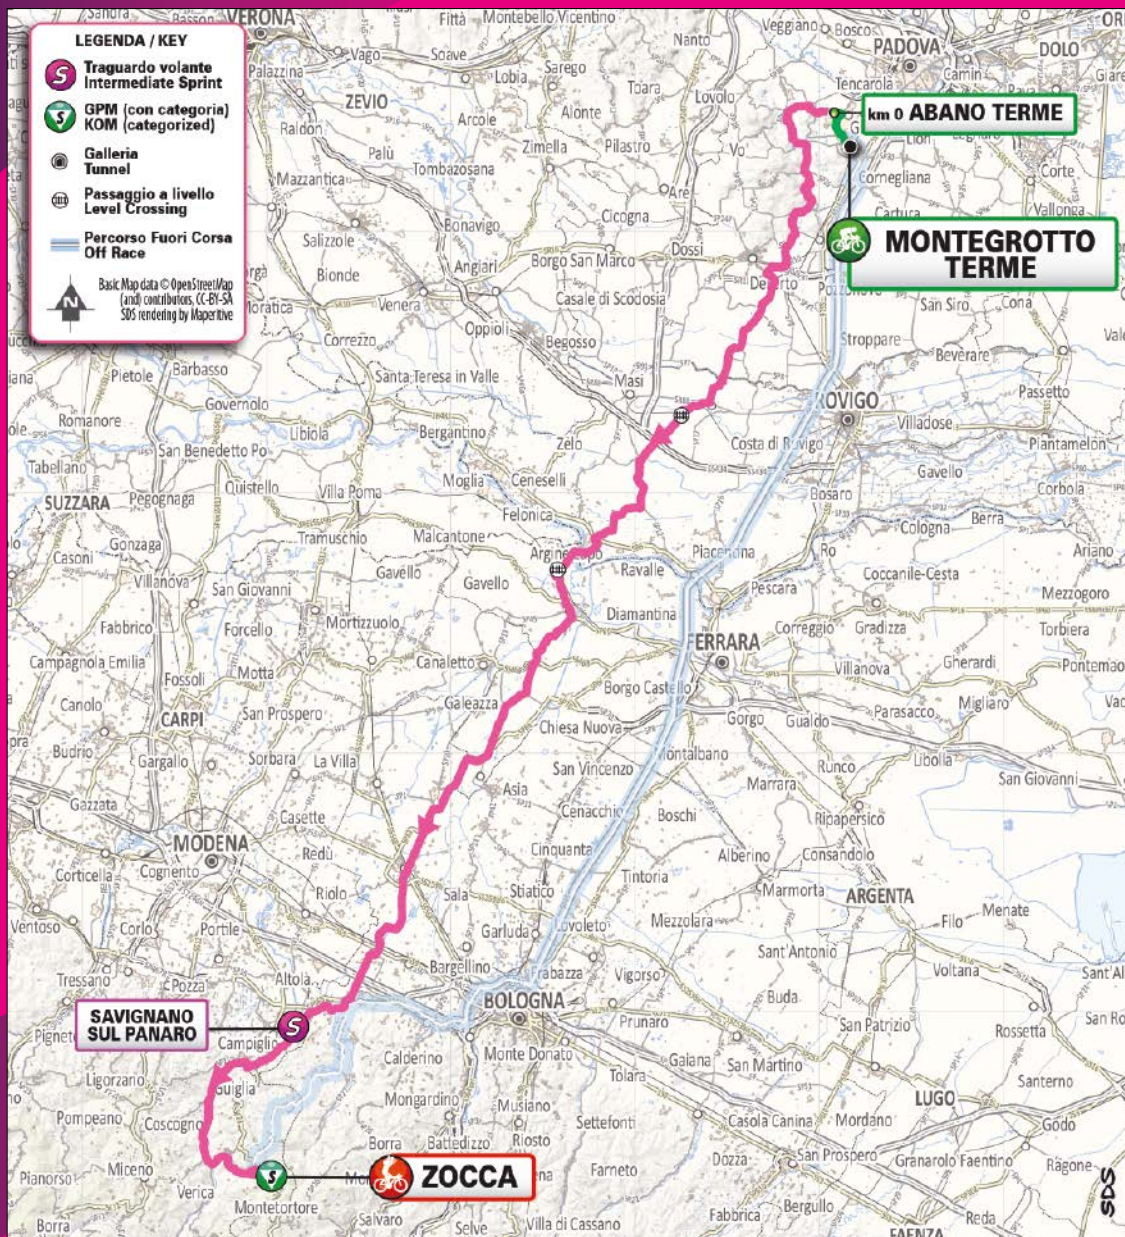 LEGENDA / KEY
Traguardo volante
Intermediate Sprint
GPM (con categoria)
KOM (categorized)
Galleria
Tunnel
Passaggio a livello
Level Crossing
Percorso Fuori Corsa
Off Race
N
Basic Map data © OpenStreetMap
(and) contributors, CC-BY-SA
SDS rendering by Maperitive
km 0 ABANO TERME
MONTEGROTTO
TERME
SAVIGNANO
SUL PANARO
S
ZOCCA
SDS
VERONA
Fittà
Montebello Vicentino
Veggiano
Bosco
PADOVA
DOLO
Vago
Soave
Sarego
Nanto
Camin
Palazzina
Lobia
Toara
Lovolo
Tencarola
ZEVIO
Arcole
Alonte
Raldon
Pilastro
Vo
Palù
Zimella
Mazzantica
Tombazosana
Are
Cornegliana
Corte
Cicogna
Cartura
Vallonga
Salizzole
Bonavigo
Dossi
Bionde
Angiari
Borgo San Marco
Deserto
San Siro
Cona
Venera
Casale di Scodosia
Correzzo
Oppioli
Begosso
Stroppare
Beverare
Pietole
Barbasso
Santa Teresa in Valle
Masi
Passetto
Governolo
ROVIGO
Romanore
Libiola
Bergantino
Villadose
San Benedetto Po
Zelo
Costa di Rovigo
Piantamelon
Tabellano
Quistello
Moglia
Ceneselli
Gavello
SUZZARA
Pegognaga
Villa Poma
Bosaro
Corbola
Felonica
Berra
Cologna
Tramuschio
Malcantone
Gonzaga
Casoni
Ro
Ariano
Villanova
Gavello
Gavello
Ravalle
Coccanile-Cesta
San Giovanni
Pescara
Mezzogoro
Fabbrico
Forcello
Mortizzuolo
Diamantina
Correggio
Gradizza
Torbiera
FERRARA
Campagnola Emilia
Motta
Canaletto
Villanova
Gherardi
Fossoli
Borgo Castello
Canolo
CARPI
San Prospero
Galeazza
Parasacco
Migliaro
Chiesa Nuova
Gorgo
Gualdo
Budrio
Gargallo
Sorbara
La Villa
Montalbano
Libolla
San Vincenzo
Runco
San Giovanni
Gazzata
Asia
Marrara
Casette
Cenacchio
Boschi
Ripapersico
MODENA
Redù
Cinquanta
Alberino
Consandolo
Corticella
Cognento
Tintoria
Riolo
Sala
Stiatico
Marmorta
ARGENTA
Ventoso
Corlo
Portile
Garluda
Lovoleto
Mezzolara
Filo
Menate
Sant'Antonio
Tressano
Pozza
Altolà
Bargellino
Frabazza
Vigorso
Voltana
BOLOGNA
Buda
Prunaro
San Patrizio
Rossetta
Campiglio
Calderino
Monte Donato
Gaiana
San Martino
Ligorzano
Guiglia
Tolara
Santerno
Mongardino
Musiano
LUGO
Pompeano
Coscogno
Settefonti
Casola Canina
Mordano
Godo
Borra
Battedizzo
Riosto
Granarolo Faentino
Pianorso
Miceno
Verica
Farneto
Dozza
San Prospero
Ragone
Montetortore
Salvaro
Borra
Selve
Villa di Cassano
Fabbrica
Bergullo
Reda
FAENZA